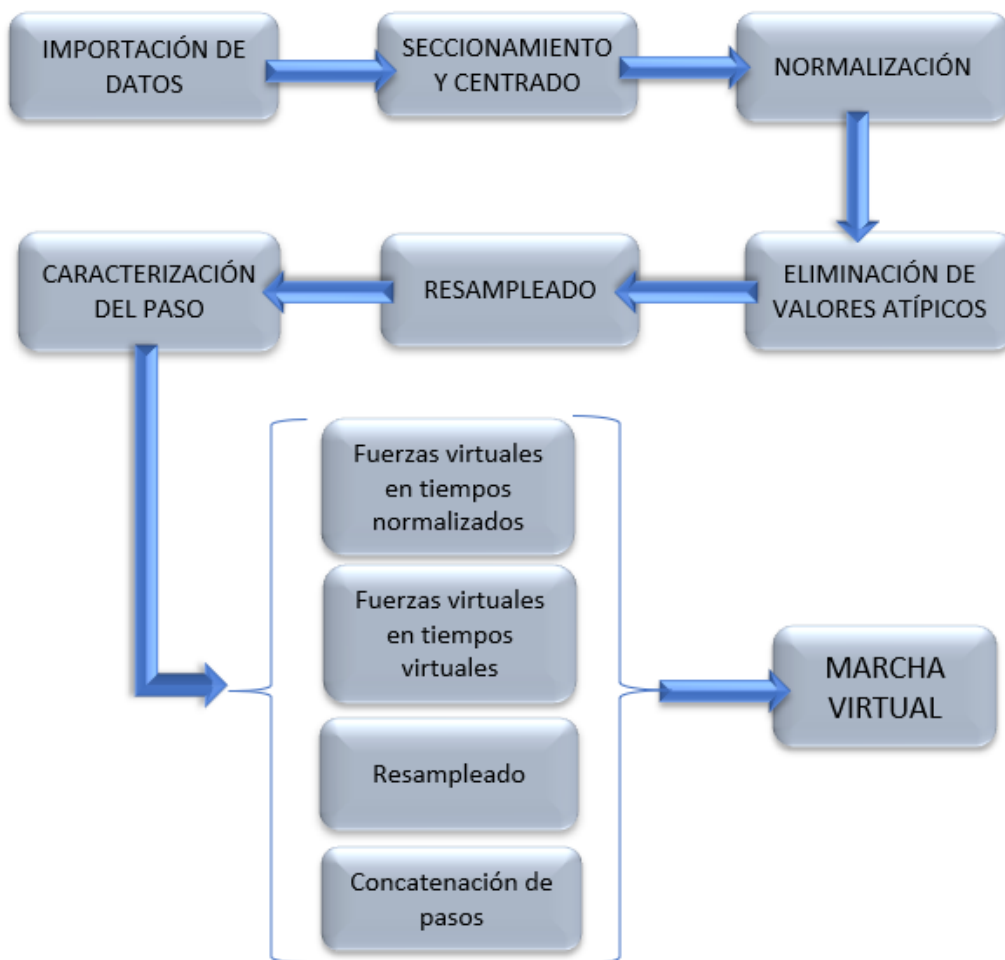 IMPORTACIÓN DE
DATOS
SECCIONAMIENTO
Y CENTRADO
NORMALIZACIÓN
ELIMINACIÓN DE
VALORES ATÍPICOS
RESAMPLEADO
CARACTERIZACIÓN
DEL PASO
Fuerzas virtuales
en tiempos
normalizados
Fuerzas virtuales
en tiempos
virtuales
Resampleado
Concatenación de
pasos
MARCHA
VIRTUAL